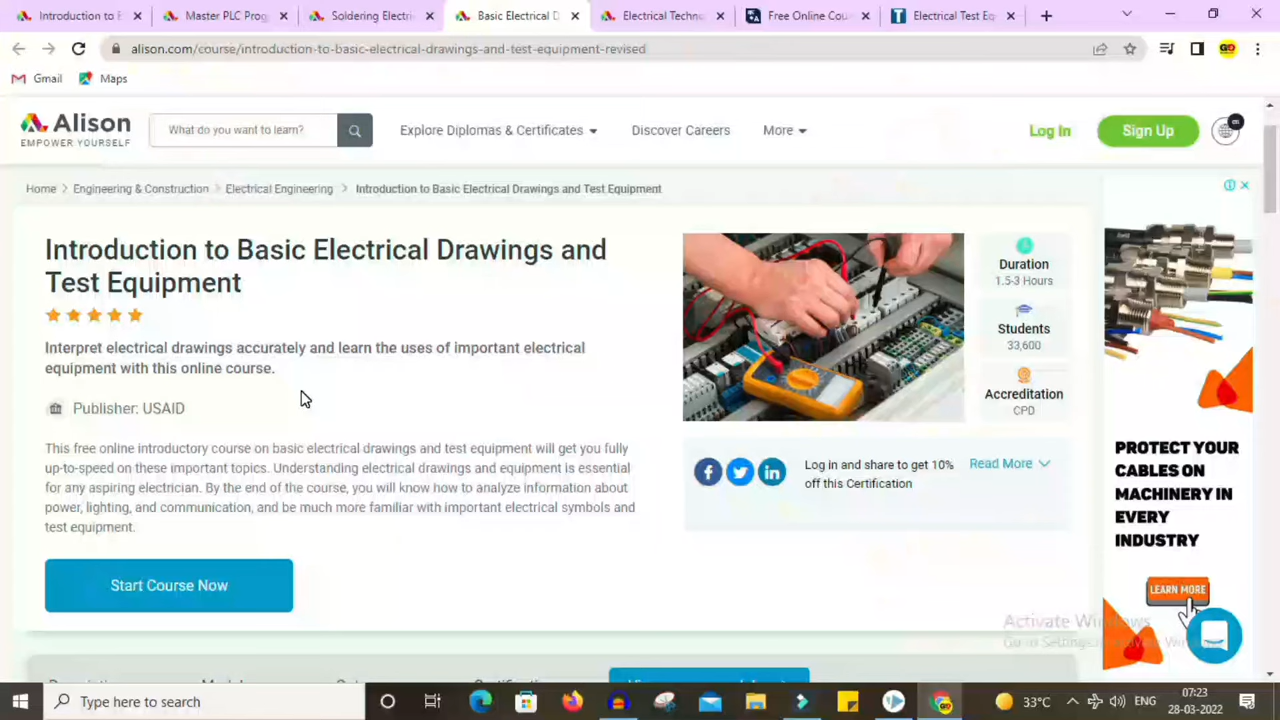 Introduction to E
Master PLC Prog
Soldering Electri
Basic Electrical D
Electrical Techn
Free Online Cou
Electrical Test Eq
alison.com/course/introduction-to-basic-electrical-drawings-and-test-equipment-revised
Gmail
Maps
Alison
EMPOWER YOURSELF
What do you want to learn?
Explore Diplomas & Certificates
Discover Careers
More
Log In
Sign Up
Home > Engineering & Construction > Electrical Engineering > Introduction to Basic Electrical Drawings and Test Equipment
Introduction to Basic Electrical Drawings and
Test Equipment
Interpret electrical drawings accurately and learn the uses of important electrical
equipment with this online course.
Publisher: USAID
This free online introductory course on basic electrical drawings and test equipment will get you fully
up-to-speed on these important topics. Understanding electrical drawings and equipment is essential
for any aspiring electrician. By the end of the course, you will know how to analyze information about
power, lighting, and communication, and be much more familiar with important electrical symbols and
test equipment.
Start Course Now
Duration
1.5-3 Hours
Students
33,600
Accreditation
CPD
Log in and share to get 10%
off this Certification
Read More
PROTECT YOUR
CABLES ON
MACHINERY IN
EVERY
INDUSTRY
LEARN MORE
Activate Windows
Go to Settings
Type here to search
33°C
ENG
07:23
28-03-2022